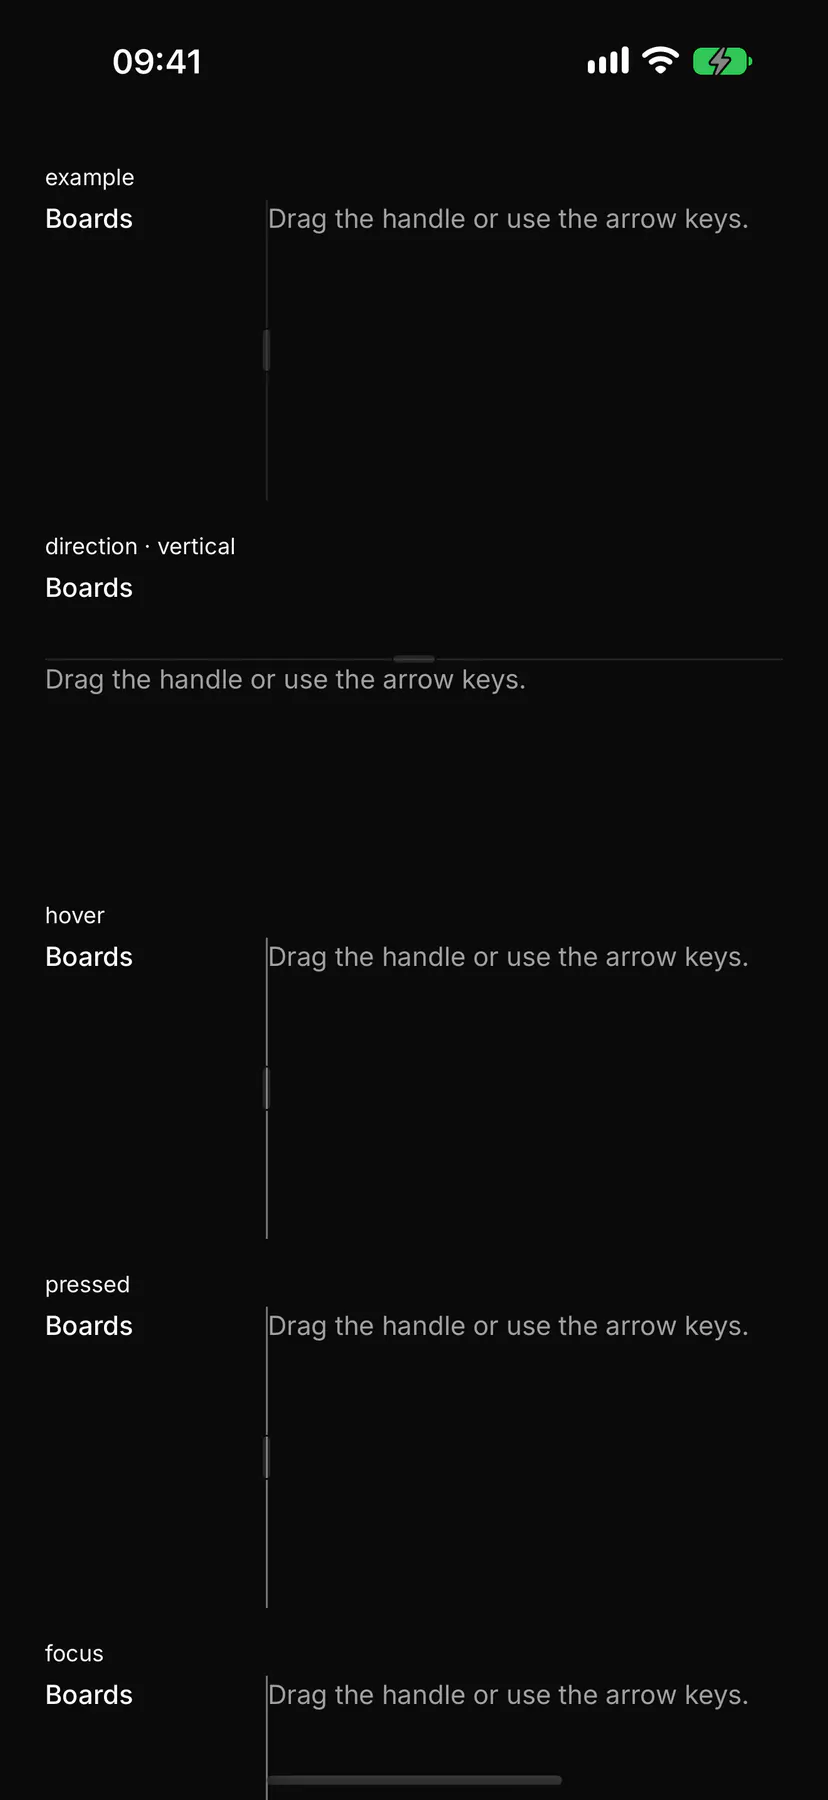 09:41
example
Boards
Drag the handle or use the arrow keys.
direction · vertical
Boards
Drag the handle or use the arrow keys.
hover
Boards
Drag the handle or use the arrow keys.
pressed
Boards
Drag the handle or use the arrow keys.
focus
Boards
Drag the handle or use the arrow keys.